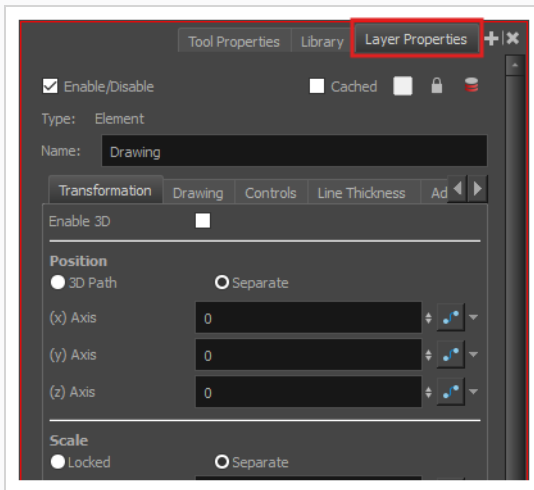 Tool Properties Library Layer Properties
Enable/Disable Cached
Type: Element
Name: Drawing
Transformation Drawing Controls Line Thickness Ad
Enable 3D
Position
3D Path Separate
(x) Axis 0
(y) Axis 0
(z) Axis 0
Scale
Locked Separate